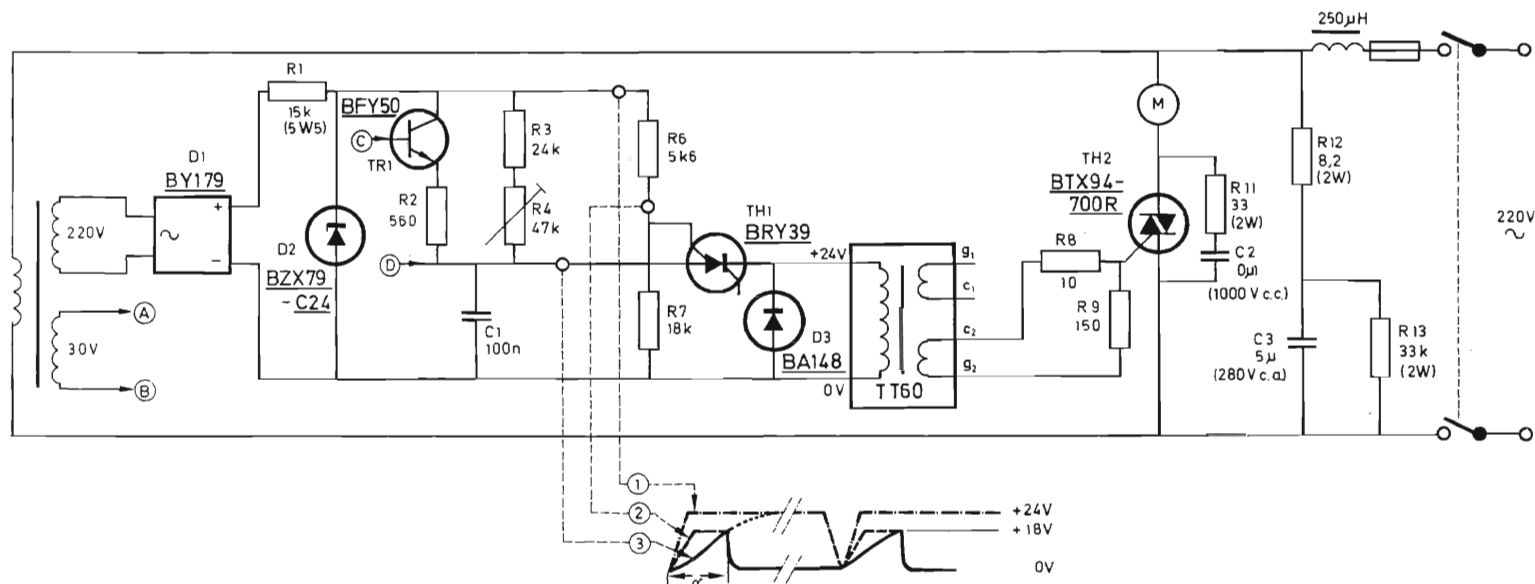 250µH
R1
15k
(5W5)
BFY50
C
TR1
R3
24k
R6
5k6
M
R12
8,2
(2W)
D1
BY179
+
~
−
220V
R2
560
R4
47k
TH1
BRY39
TH2
BTX94-
700R
R11
33
(2W)
C2
0µ1
(1000V c.c.)
220V
~
D2
BZX79
-C24
D
+24V
g1
c1
R8
10
R7
18k
R9
150
C1
100n
D3
BA148
c2
g2
TT60
0V
C3
5µ
(280V c.a)
R13
33k
(2W)
A
30V
B
1
2
3
+24V
+18V
0V
α